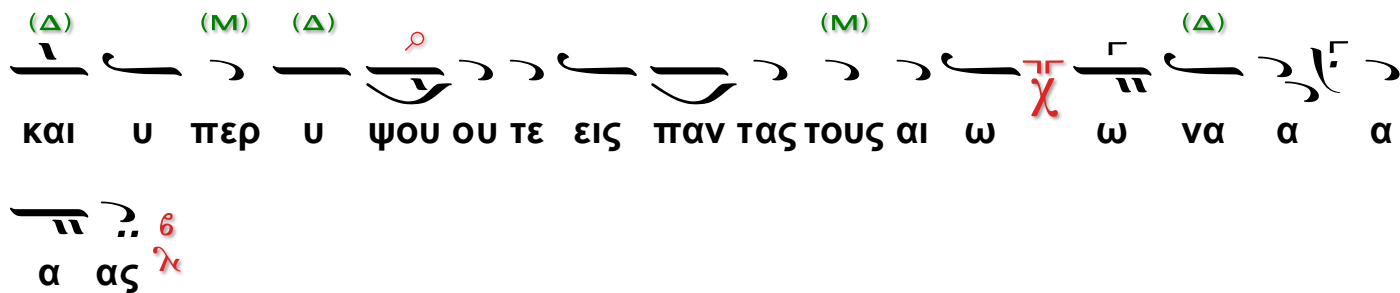 (Δ) (Μ) (Δ) (Μ) (Δ)
και υ περ υ ψου ου τε εις παν τας τους αι ω ω να α α
α ας